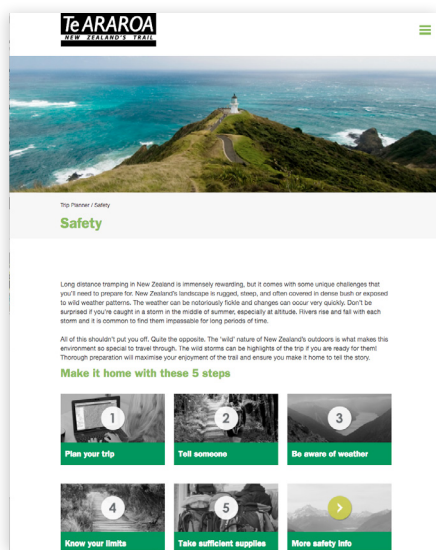 Te ARAROA
NEW ZEALAND'S TRAIL
Trip Planner / Safety
Safety
Long distance tramping in New Zealand is immensely rewarding, but it comes with some unique challenges that
you'll need to prepare for. New Zealand's landscape is rugged, steep, and often covered in dense bush or exposed
to wild weather patterns. The weather can be notoriously fickle and changes can occur very quickly. Don't be
surprised if you're caught in a storm in the middle of summer, especially at altitude. Rivers rise and fall with each
storm and it is common to find them impassable for long periods of time.
All of this shouldn't put you off. Quite the opposite. The 'wild' nature of New Zealand's outdoors is what makes this
environment so special to travel through. The wild storms can be highlights of the trip if you are ready for them!
Thorough preparation will maximise your enjoyment of the trail and ensure you make it home to tell the story.
Make it home with these 5 steps
1
2
3
Plan your trip
Tell someone
Be aware of weather
4
5
Know your limits
Take sufficient supplies
More safety info